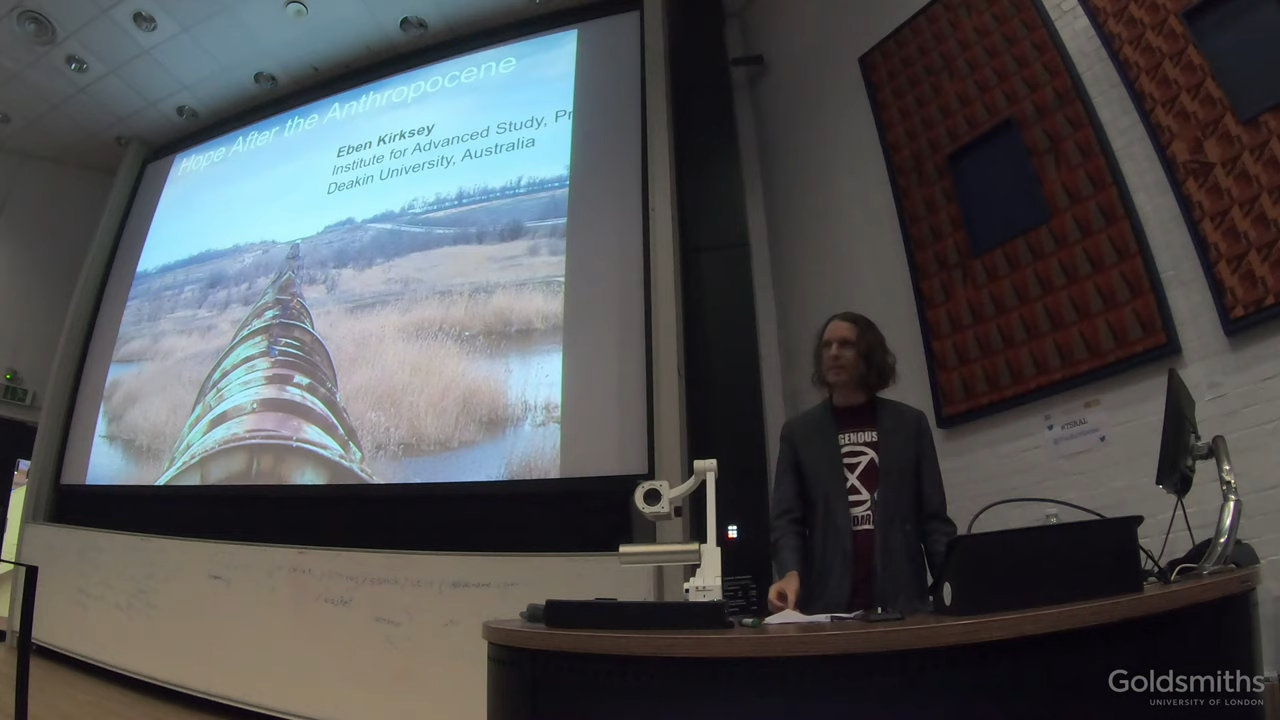 Hope After the Anthropocene
Eben Kirksey
Institute for Advanced Study, Pr
Deakin University, Australia
GENOUS
#TSRAL
Goldsmiths
UNIVERSITY OF LONDON